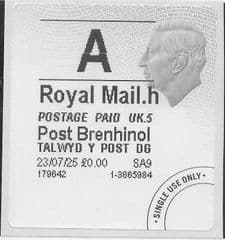 A
Royal Mail.h
POSTAGE PAID UK.5
Post Brenhinol
TALWYD Y POST DG
23/07/25 £0.00 SA9
179642 1-3665984
• SINGLE USE ONLY •